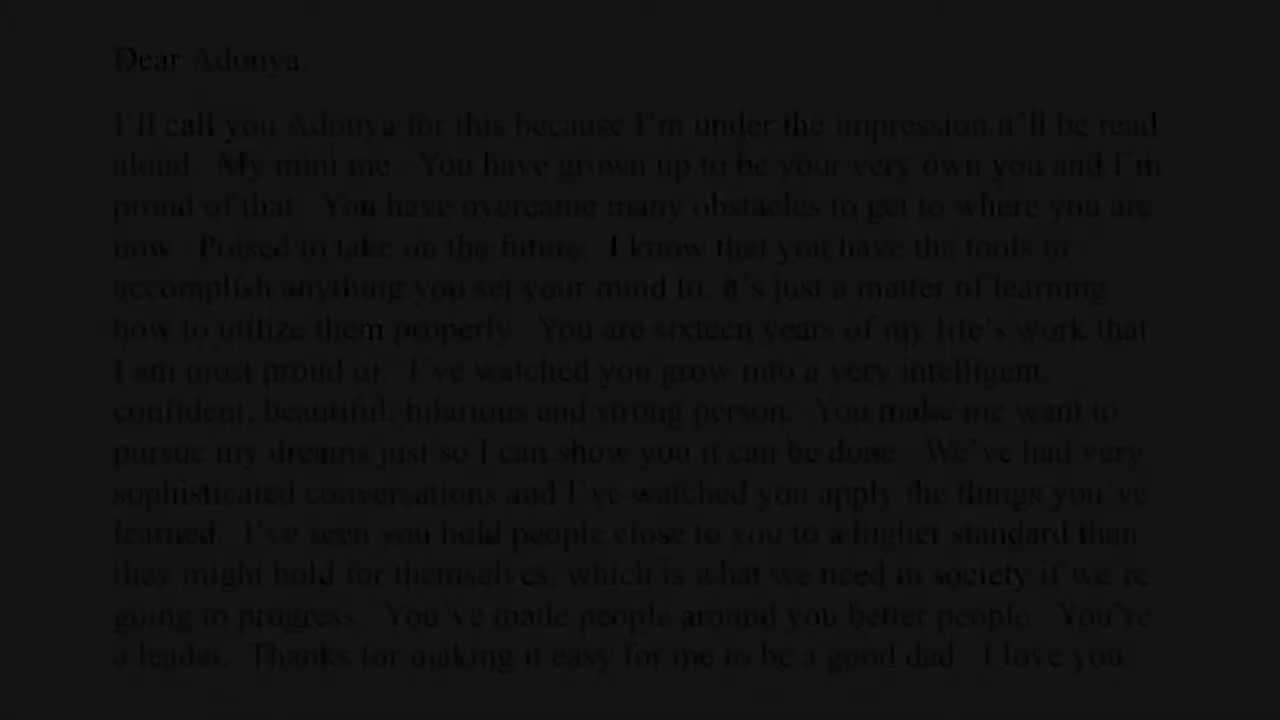 Dear Adonya,
I'll call you Adonya for this because I'm under the impression it'll be read
aloud. My mini me. You have grown up to be your very own you and I'm
proud of that. You have overcame many obstacles to get to where you are
now. Poised to take on the future. I know that you have the tools to
accomplish anything you set your mind to, it's just a matter of learning
how to utilize them properly. You are sixteen years of my life's work that
I am most proud of. I've watched you grow into a very intelligent,
confident, beautiful, hilarious and strong person. You make me want to
pursue my dreams just so I can show you it can be done. We've had very
sophisticated conversations and I've watched you apply the things you've
learned. I've seen you hold people close to you to a higher standard than
they might hold for themselves, which is what we need in society if we're
going to progress. You've made people around you better people. You're
a leader. Thanks for making it easy for me to be a good dad. I love you